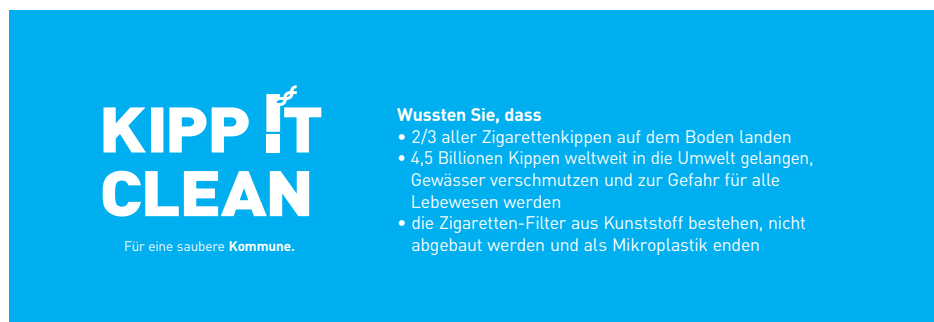 KIPP IT
CLEAN
Für eine saubere Kommune.
Wussten Sie, dass
• 2/3 aller Zigarettenkippen auf dem Boden landen
• 4,5 Billionen Kippen weltweit in die Umwelt gelangen,
Gewässer verschmutzen und zur Gefahr für alle
Lebewesen werden
• die Zigaretten-Filter aus Kunststoff bestehen, nicht
abgebaut werden und als Mikroplastik enden